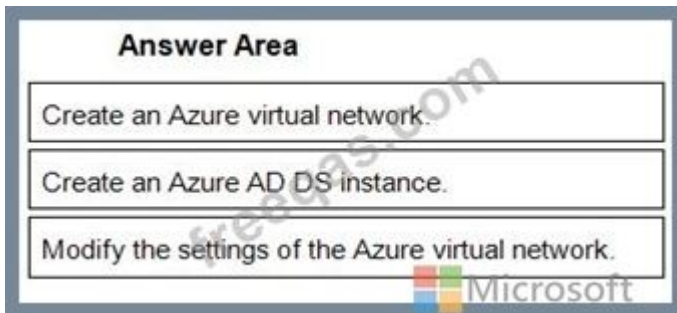 Answer Area
Create an Azure virtual network.
Create an Azure AD DS instance.
Modify the settings of the Azure virtual network.
freeqas.com
Microsoft